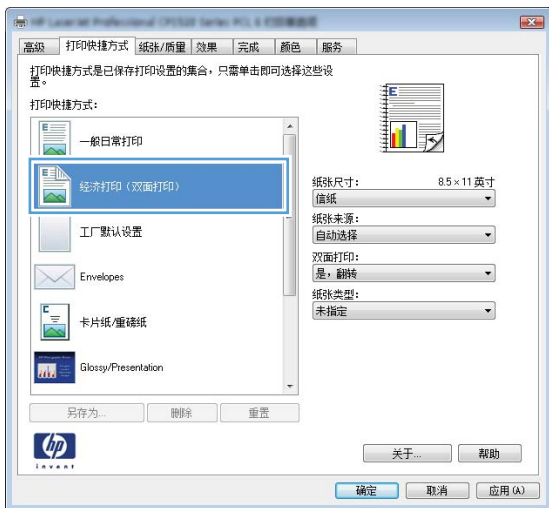 高级 打印快捷方式 纸张/质量 效果 完成 颜色 服务
打印快捷方式是已保存打印设置的集合，只需单击即可选择这些设
置。
打印快捷方式：
一般日常打印
经济打印（双面打印）
工厂默认设置
Envelopes
卡片纸/重磅纸
Glossy/Presentation
另存为... 删除 重置
纸张尺寸： 8.5×11 英寸
信纸
纸张来源：
自动选择
双面打印：
是，翻转
纸张类型：
未指定
hp
invent
关于... 帮助
确定 取消 应用(A)